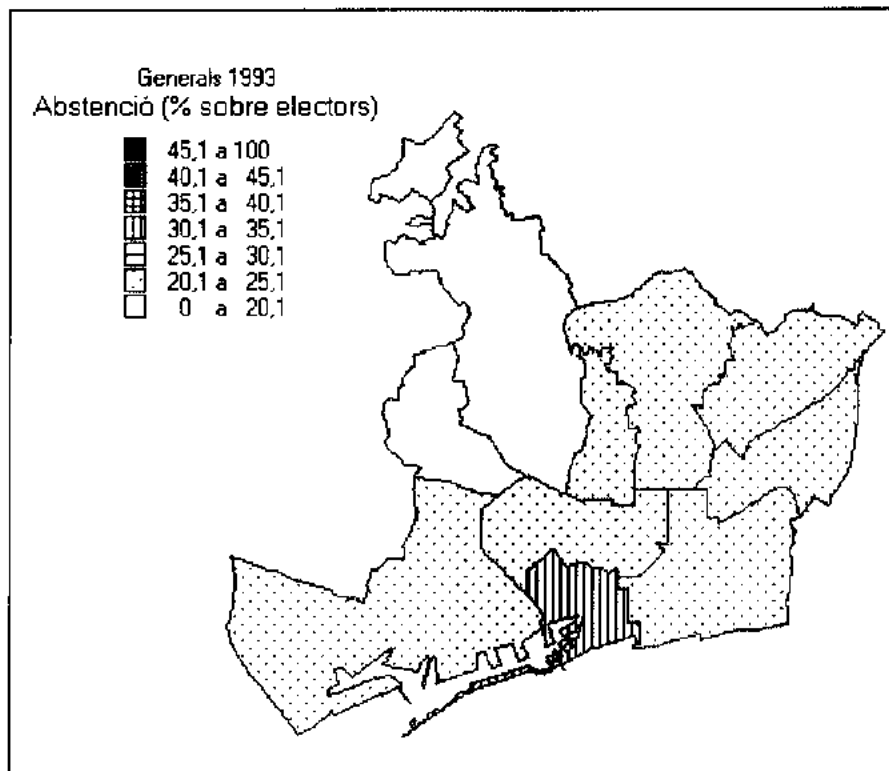 Generals 1993
Abstenció (% sobre electors)
45,1 a 100
40,1 a 45,1
35,1 a 40,1
30,1 a 35,1
25,1 a 30,1
20,1 a 25,1
0 a 20,1